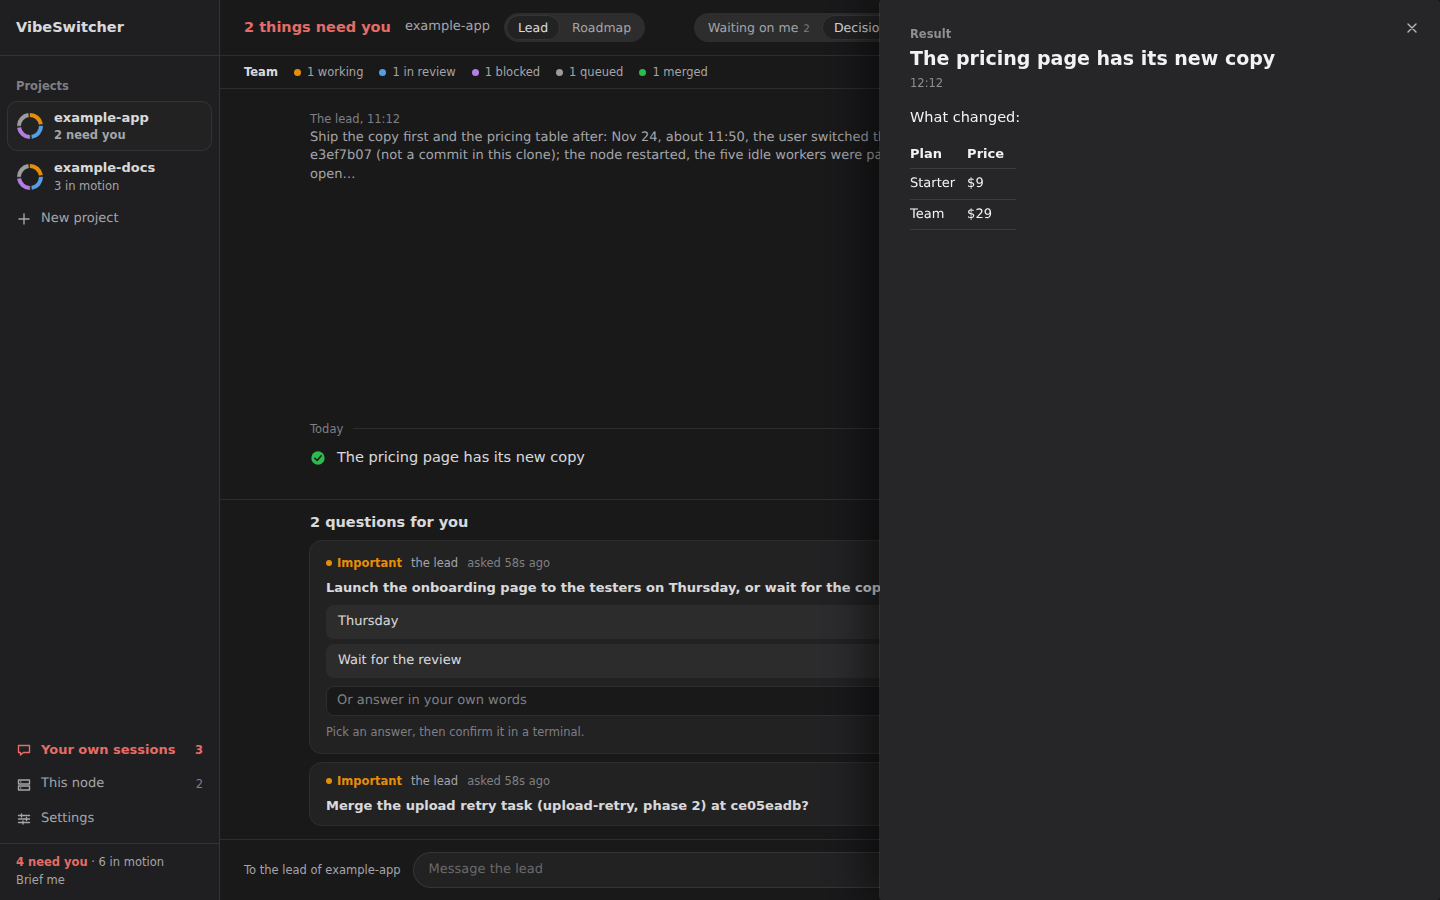 VibeSwitcher
Projects
example-app
2 need you
example-docs
3 in motion
New project
Your own sessions 3
This node 2
Settings
4 need you · 6 in motion
Brief me
2 things need you example-app Lead Roadmap Waiting on me 2
Team 1 working 1 in review 1 blocked 1 queued 1 merged
The lead, 11:12
Ship the copy first and the pricing table after: Nov 24, about 11:50, the user switched
e3ef7b07 (not a commit in this clone); the node restarted, the five idle workers were
open…
Today
The pricing page has its new copy
2 questions for you
Important the lead asked 58s ago
Launch the onboarding page to the testers on Thursday, or wait for the
Thursday
Wait for the review
Or answer in your own words
Pick an answer, then confirm it in a terminal.
Important the lead asked 58s ago
Merge the upload retry task (upload-retry, phase 2) at ce05eadb?
To the lead of example-app Message the lead
Result
The pricing page has its new copy
12:12
What changed:
Plan Price
Starter $9
Team $29